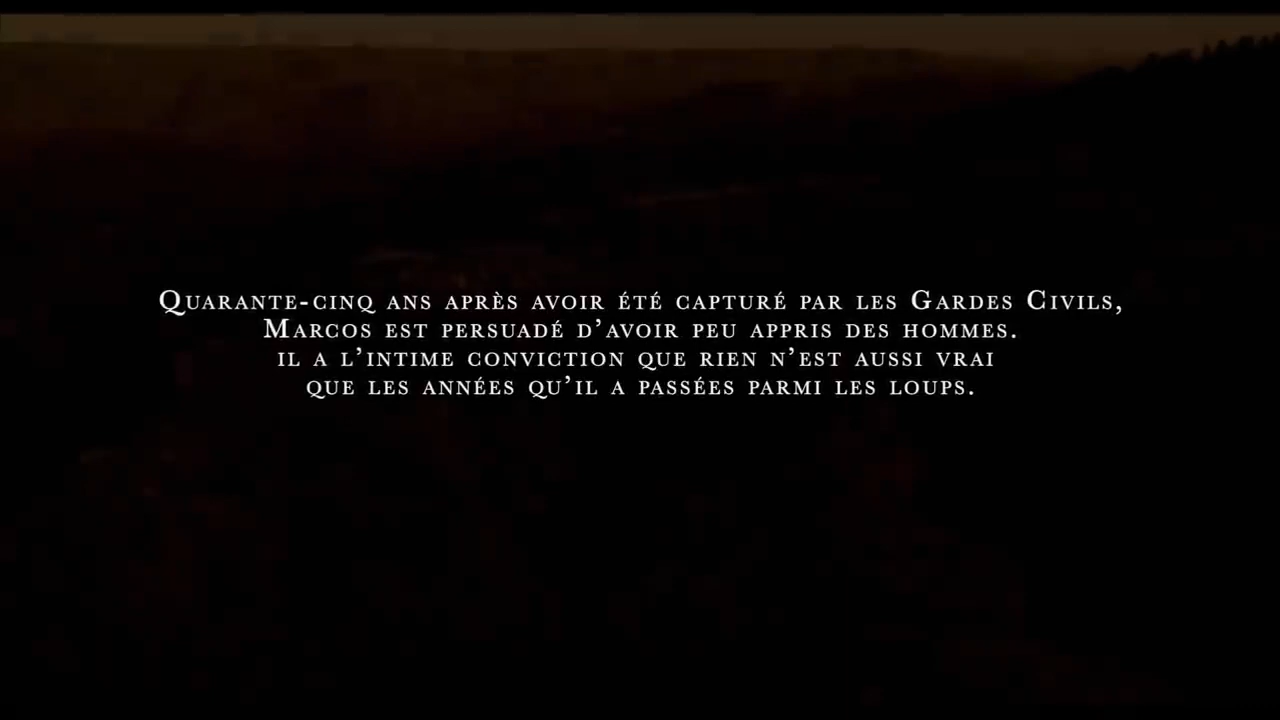 Quarante-cinq ans après avoir été capturé par les Gardes Civils,
Marcos est persuadé d'avoir peu appris des hommes.
il a l'intime conviction que rien n'est aussi vrai
que les années qu'il a passées parmi les loups.